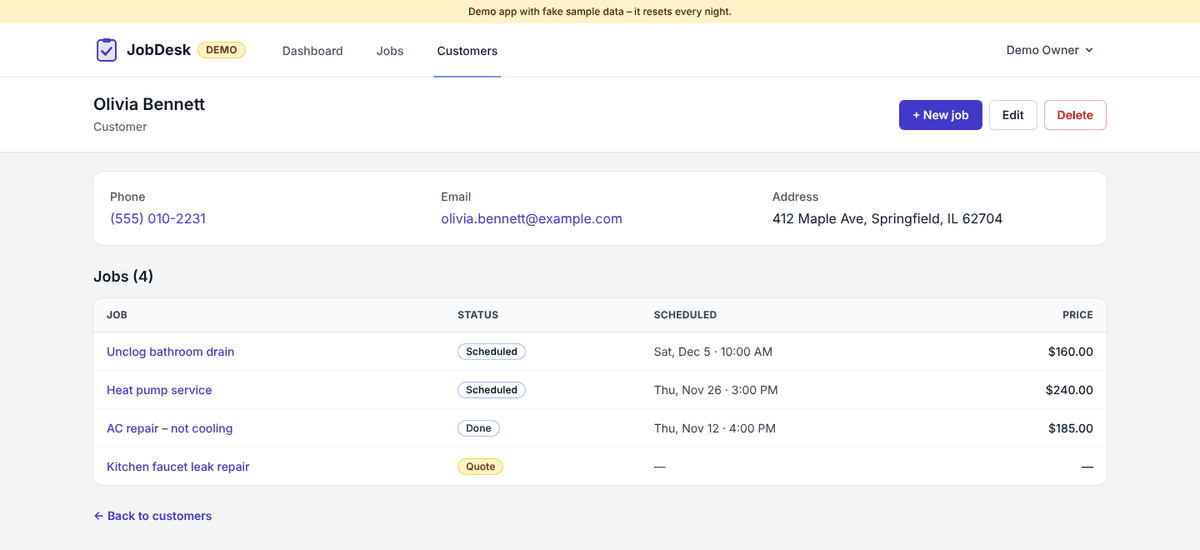 Demo app with fake sample data – it resets every night.
JobDesk DEMO Dashboard Jobs Customers Demo Owner
Olivia Bennett
Customer
+ New job Edit Delete
Phone Email Address
(555) 010-2231 olivia.bennett@example.com 412 Maple Ave, Springfield, IL 62704
Jobs (4)
JOB STATUS SCHEDULED PRICE
Unclog bathroom drain Scheduled Sat, Dec 5 · 10:00 AM $160.00
Heat pump service Scheduled Thu, Nov 26 · 3:00 PM $240.00
AC repair – not cooling Done Thu, Nov 12 · 4:00 PM $185.00
Kitchen faucet leak repair Quote — —
← Back to customers